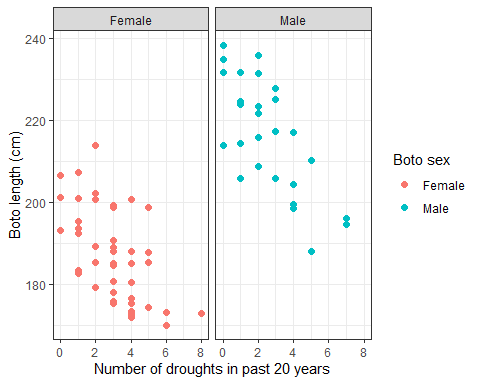 Female Male
240
220
200
180
Boto length (cm)
0 2 4 6 8 0 2 4 6 8
Number of droughts in past 20 years
Boto sex
Female
Male